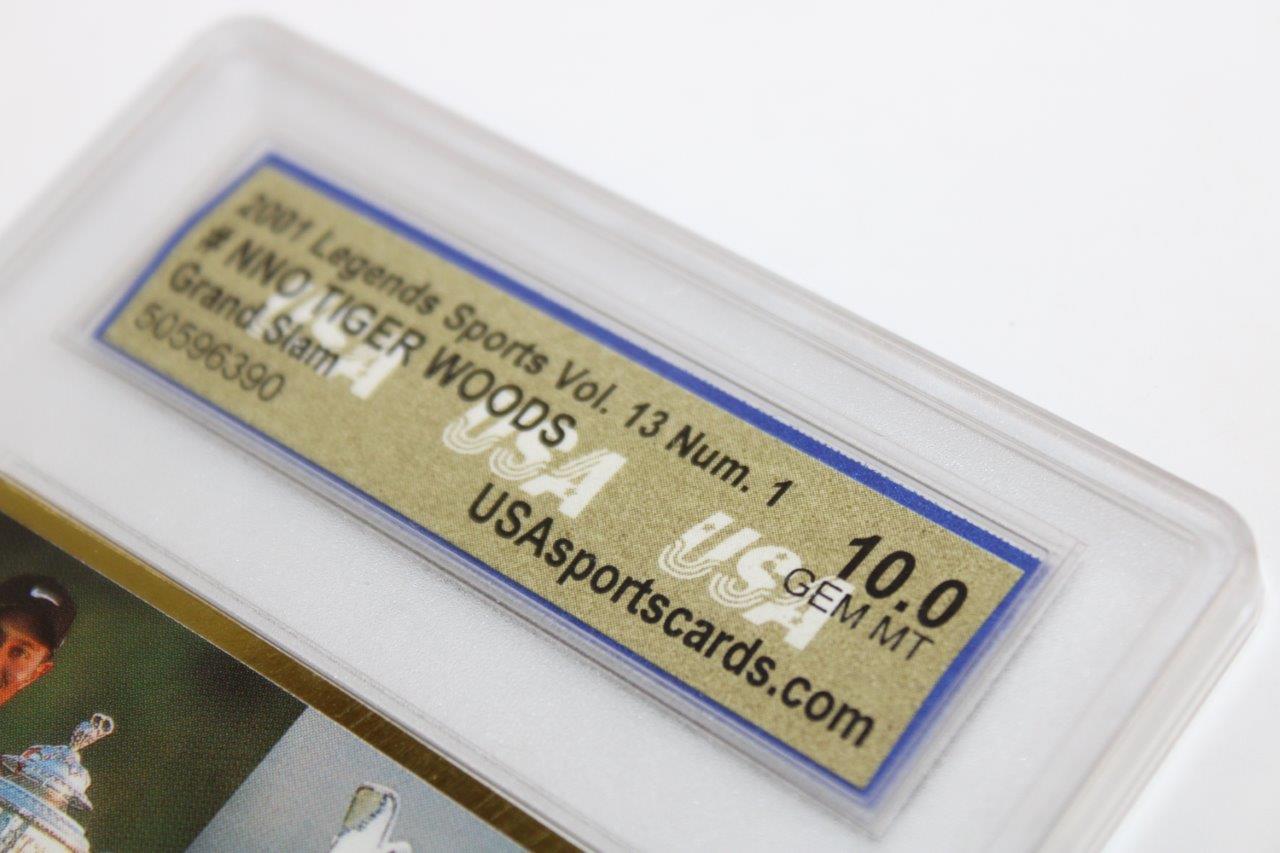 2001 Legends Sports Vol. 13 Num. 1
# NNO TIGER WOODS
Grand Slam
50596390
10.0
GEM MT
USA USA USA
USAsportscards.com